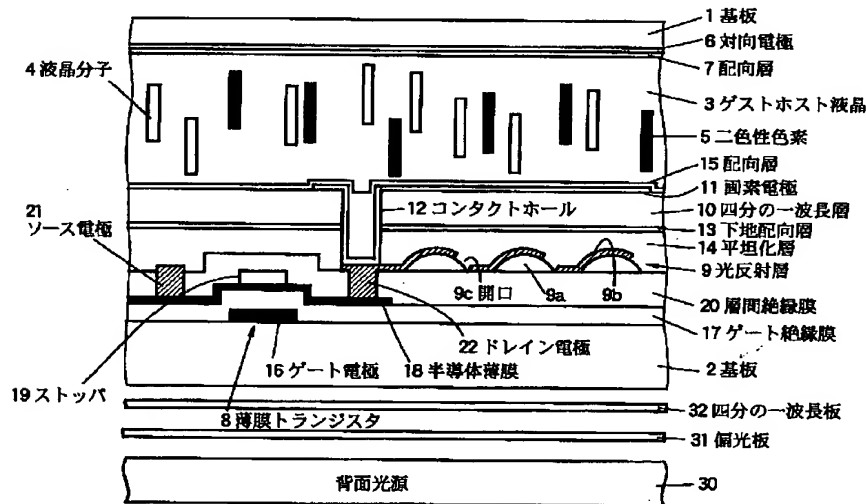 1 基板
6 対向電極
4 液晶分子
7 配向層
3 ゲストホスト液晶
5 二色性色素
15 配向層
11 画素電極
12 コンタクトホール
10 四分の一波長層
21
ソース電極
13 下地配向層
14 平坦化層
9 光反射層
9c 開口
9a
9b
20 層間絶縁膜
17 ゲート絶縁膜
22 ドレイン電極
16 ゲート電極
18 半導体薄膜
2 基板
19 ストッパ
8 薄膜トランジスタ
32 四分の一波長板
31 偏光板
背面光源
30